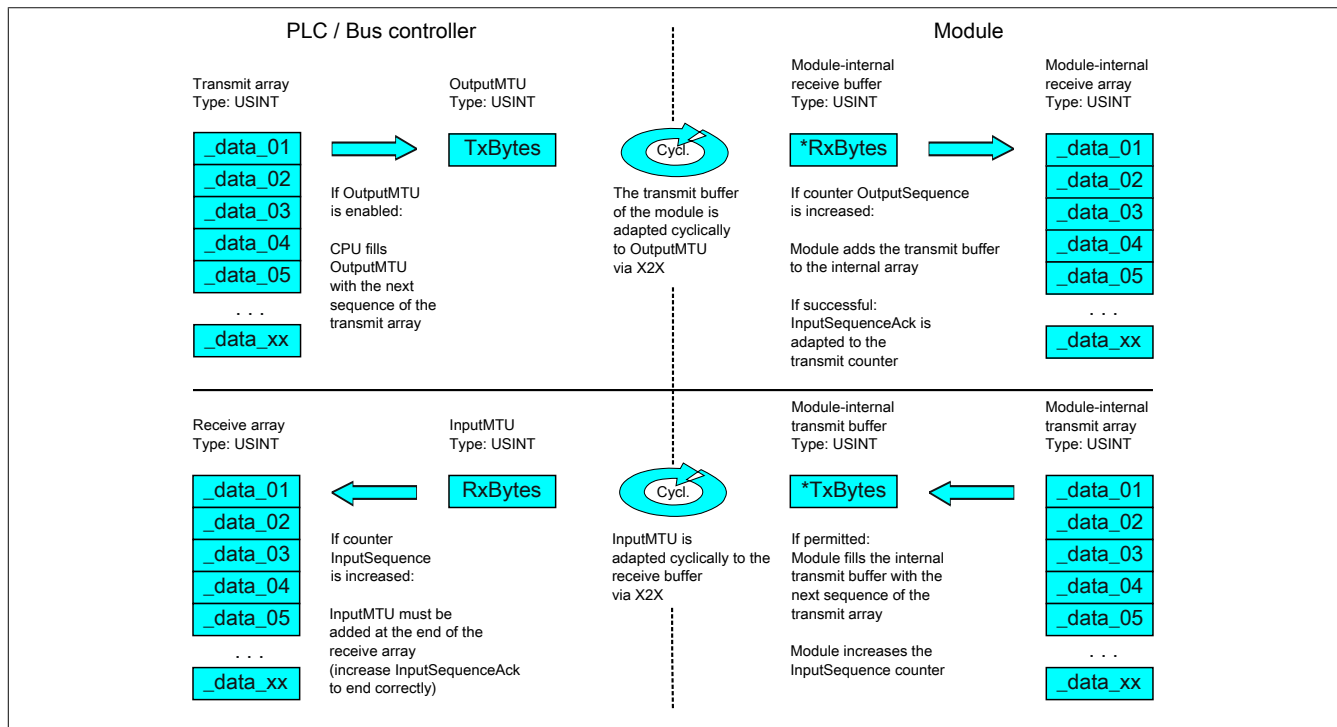 PLC / Bus controller
Module
Transmit array
Type: USINT
OutputMTU
Type: USINT
Module-internal
receive buffer
Type: USINT
Module-internal
receive array
Type: USINT
_data_01
_data_02
_data_03
_data_04
_data_05
. . .
_data_xx
TxBytes
If OutputMTU
is enabled:
CPU fills
OutputMTU
with the next
sequence of the
transmit array
Cycl.
The transmit buffer
of the module is
adapted cyclically
to OutputMTU
via X2X
*RxBytes
If counter OutputSequence
is increased:
Module adds the transmit buffer
to the internal array
If successful:
InputSequenceAck is
adapted to the
transmit counter
_data_01
_data_02
_data_03
_data_04
_data_05
. . .
_data_xx
Receive array
Type: USINT
InputMTU
Type: USINT
Module-internal
transmit buffer
Type: USINT
Module-internal
transmit array
Type: USINT
_data_01
_data_02
_data_03
_data_04
_data_05
. . .
_data_xx
RxBytes
If counter
InputSequence
is increased:
InputMTU must be
added at the end of the
receive array
(increase InputSequenceAck
to end correctly)
Cycl.
InputMTU is
adapted cyclically to the
receive buffer
via X2X
*TxBytes
If permitted:
Module fills the internal
transmit buffer with the
next sequence of the
transmit array
Module increases the
InputSequence counter
_data_01
_data_02
_data_03
_data_04
_data_05
. . .
_data_xx